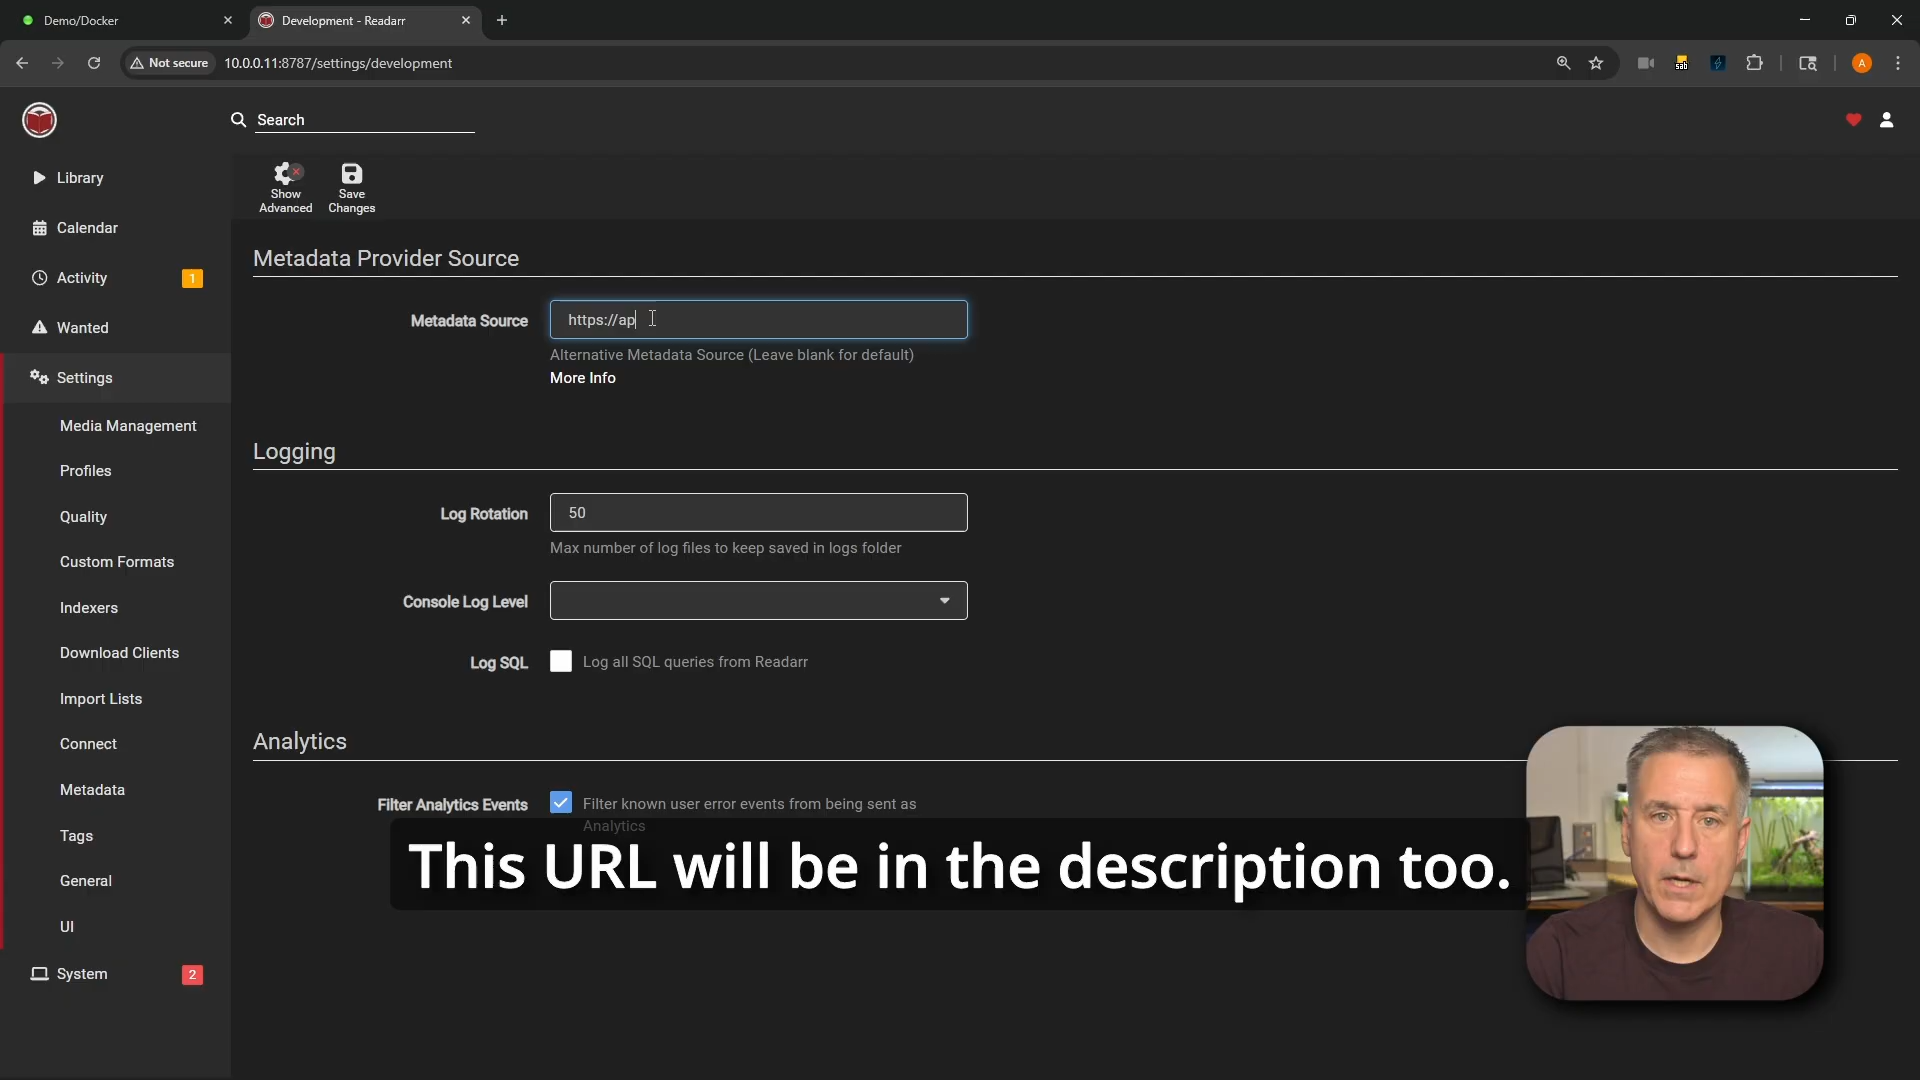 Demo/Docker
Development - Readarr
Not secure
10.0.0.11:8787/settings/development
sab
A
Search
Library
Calendar
Activity
1
Wanted
Settings
Media Management
Profiles
Quality
Custom Formats
Indexers
Download Clients
Import Lists
Connect
Metadata
Tags
General
UI
System
2
Show
Advanced
Save
Changes
Metadata Provider Source
Metadata Source
https://ap
Alternative Metadata Source (Leave blank for default)
More Info
Logging
Log Rotation
50
Max number of log files to keep saved in logs folder
Console Log Level
Log SQL
Log all SQL queries from Readarr
Analytics
Filter Analytics Events
Filter known user error events from being sent as
Analytics
This URL will be in the description too.